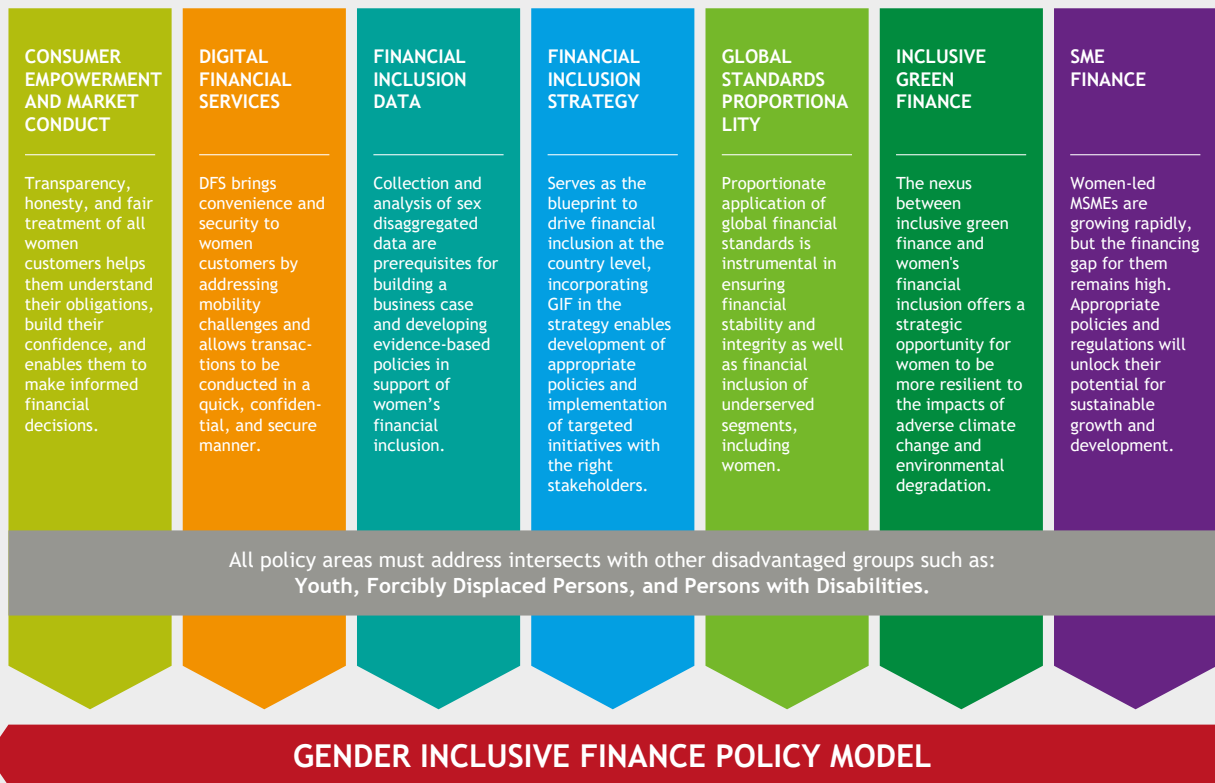 CONSUMER
EMPOWERMENT
AND MARKET
CONDUCT
Transparency,
honesty, and fair
treatment of all
women
customers helps
them understand
their obligations,
build their
confidence, and
enables them to
make informed
financial
decisions.
DIGITAL
FINANCIAL
SERVICES
DFS brings
convenience and
security to
women
customers by
addressing
mobility
challenges and
allows transac-
tions to be
conducted in a
quick, confiden-
tial, and secure
manner.
FINANCIAL
INCLUSION
DATA
Collection and
analysis of sex
disaggregated
data are
prerequisites for
building a
business case
and developing
evidence-based
policies in
support of
women’s
financial
inclusion.
FINANCIAL
INCLUSION
STRATEGY
Serves as the
blueprint to
drive financial
inclusion at the
country level,
incorporating
GIF in the
strategy enables
development of
appropriate
policies and
implementation
of targeted
initiatives with
the right
stakeholders.
GLOBAL
STANDARDS
PROPORTIONA
LITY
Proportionate
application of
global financial
standards is
instrumental in
ensuring
financial
stability and
integrity as well
as financial
inclusion of
underserved
segments,
including
women.
INCLUSIVE
GREEN
FINANCE
The nexus
between
inclusive green
finance and
women's
financial
inclusion offers a
strategic
opportunity for
women to be
more resilient to
the impacts of
adverse climate
change and
environmental
degradation.
SME
FINANCE
Women-led
MSMEs are
growing rapidly,
but the financing
gap for them
remains high.
Appropriate
policies and
regulations will
unlock their
potential for
sustainable
growth and
development.
All policy areas must address intersects with other disadvantaged groups such as:
Youth, Forcibly Displaced Persons, and Persons with Disabilities.
GENDER INCLUSIVE FINANCE POLICY MODEL